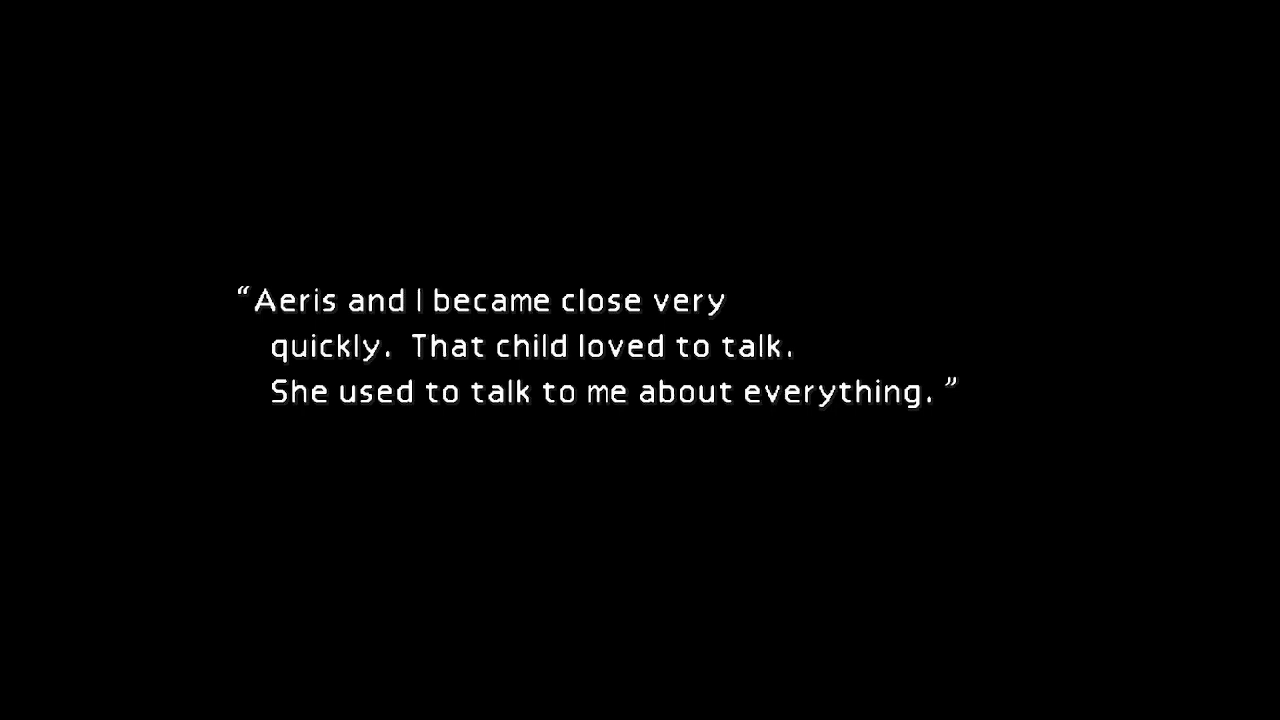 “Aeris and I became close very
quickly. That child loved to talk.
She used to talk to me about everything.”